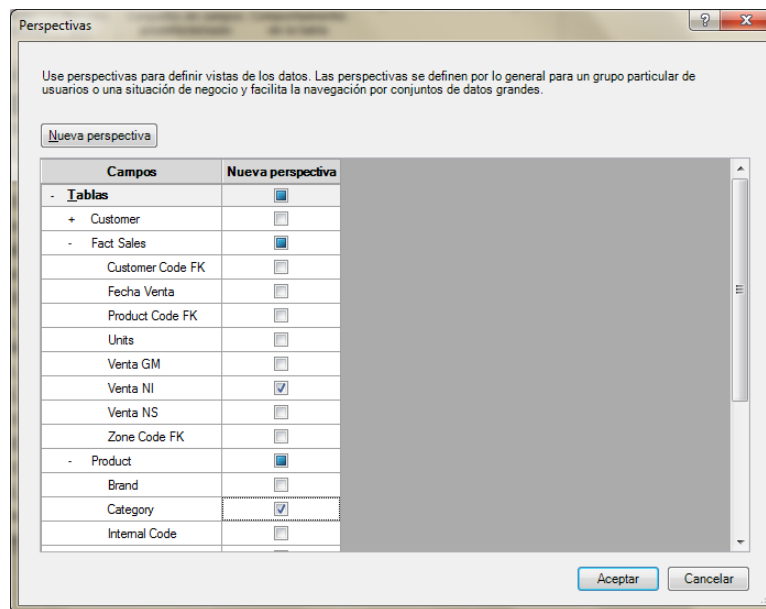 Perspectivas
Use perspectivas para definir vistas de los datos. Las perspectivas se definen por lo general para un grupo particular de
usuarios o una situación de negocio y facilita la navegación por conjuntos de datos grandes.
Nueva perspectiva
Campos Nueva perspectiva
- Tablas
+ Customer
- Fact Sales
Customer Code FK
Fecha Venta
Product Code FK
Units
Venta GM
Venta NI
Venta NS
Zone Code FK
- Product
Brand
Category
Internal Code
Aceptar Cancelar